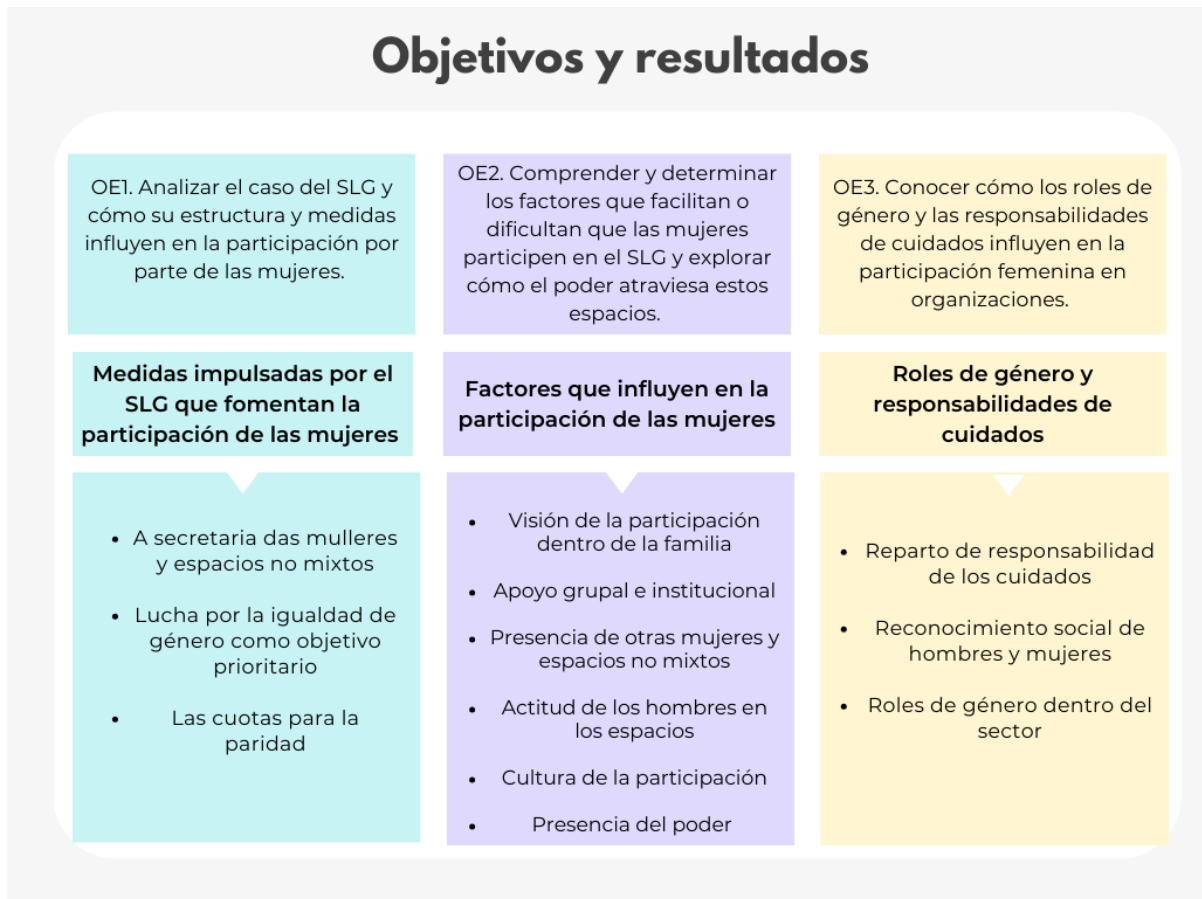 Objetivos y resultados
OE1. Analizar el caso del SLG y
cómo su estructura y medidas
influyen en la participación por
parte de las mujeres.
OE2. Comprender y determinar
los factores que facilitan o
dificultan que las mujeres
participen en el SLG y explorar
cómo el poder atraviesa estos
espacios.
OE3. Conocer cómo los roles de
género y las responsabilidades
de cuidados influyen en la
participación femenina en
organizaciones.
Medidas impulsadas por el
SLG que fomentan la
participación de las mujeres
Factores que influyen en la
participación de las mujeres
Roles de género y
responsabilidades de
cuidados
• A secretaria das mulleres
y espacios no mixtos
• Lucha por la igualdad de
género como objetivo
prioritario
• Las cuotas para la
paridad
• Visión de la participación
dentro de la familia
• Apoyo grupal e institucional
• Presencia de otras mujeres y
espacios no mixtos
• Actitud de los hombres en
los espacios
• Cultura de la participación
• Presencia del poder
• Reparto de responsabilidad
de los cuidados
• Reconocimiento social de
hombres y mujeres
• Roles de género dentro del
sector